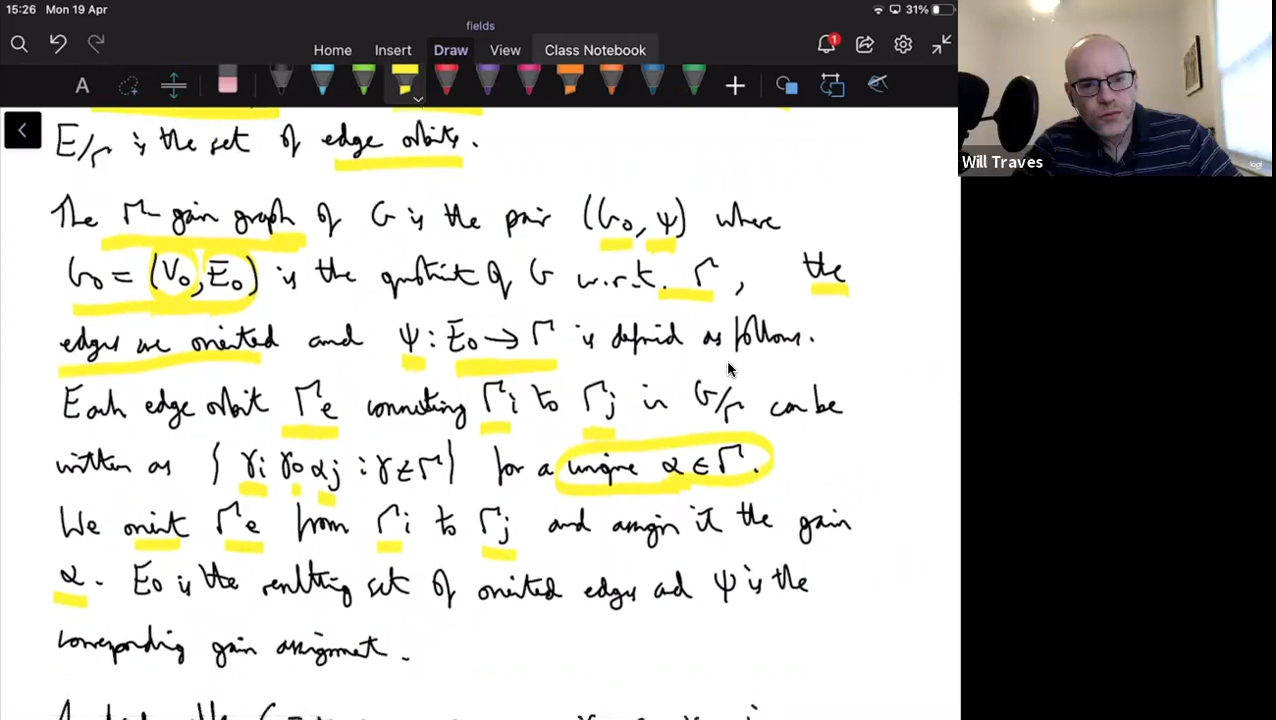 15:26 Mon 19 Apr
31%
fields
Home Insert Draw View Class Notebook
1
A
Will Traves
E/Γ is the set of edge orbits.
The Γ-gain graph of G is the pair (G₀, Ψ) where
G₀ = (V₀, E₀) is the quotient of G w.r.t. Γ, the
edges are oriented and Ψ : E₀ → Γ is defined as follows.
Each edge orbit Γe connecting Γi to Γj in G/Γ can be
written as { γi γ∘αj : γ ∈ Γ } for a unique α ∈ Γ.
We orient Γe from Γi to Γj and assign it the gain
α. E₀ is the resulting set of oriented edges ad Ψ is the
corresponding gain assignment.